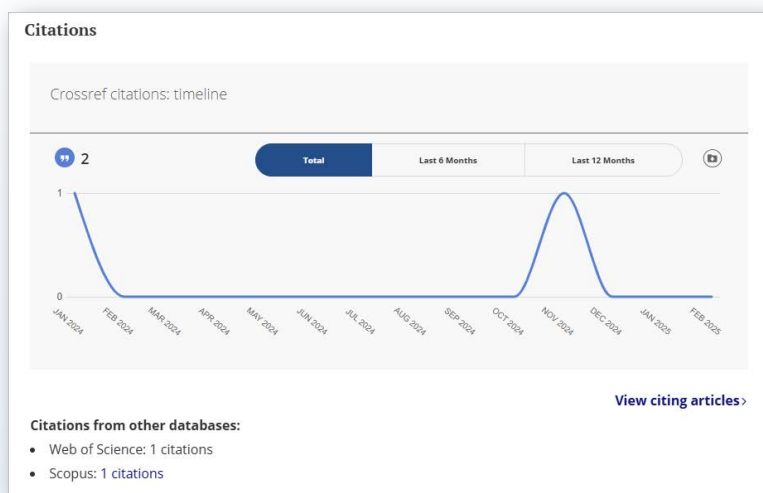 Citations
Crossref citations: timeline
2
Total
Last 6 Months
Last 12 Months
1
0
JAN 2024
FEB 2024
MAR 2024
APR 2024
MAY 2024
JUN 2024
JUL 2024
AUG 2024
SEP 2024
OCT 2024
NOV 2024
DEC 2024
JAN 2025
FEB 2025
View citing articles ›
Citations from other databases:
• Web of Science: 1 citations
• Scopus: 1 citations